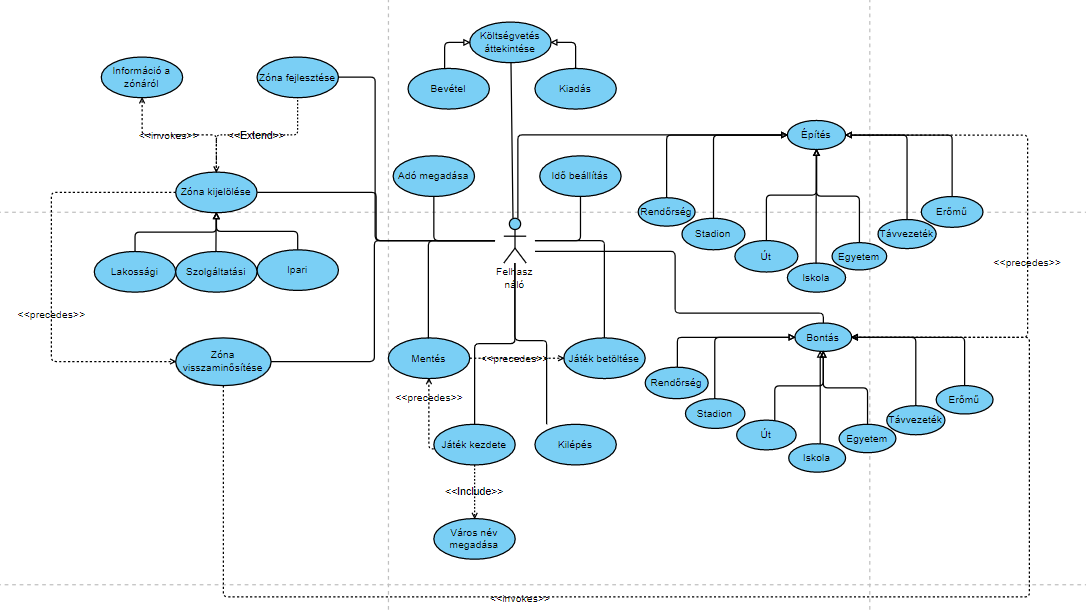 Költségvetés
áttekintése
Információ a
zónáról
Zóna fejlesztése
Bevétel
Kiadás
<<invokes>>
<<Extend>>
Építés
Adó megadása
Idő beállítás
Zóna kijelölése
Rendőrség
Stadion
Út
Iskola
Egyetem
Távvezeték
Erőmű
Lakossági
Szolgáltatási
Ipari
Felhasz
náló
<<precedes>>
<<precedes>>
Zóna
visszaminősítése
Mentés
<<precedes>>
Játék betöltése
Bontás
<<precedes>>
Rendőrség
Stadion
Út
Iskola
Egyetem
Távvezeték
Erőmű
Játék kezdete
Kilépés
<<Include>>
Város név
megadása
<<invokes>>